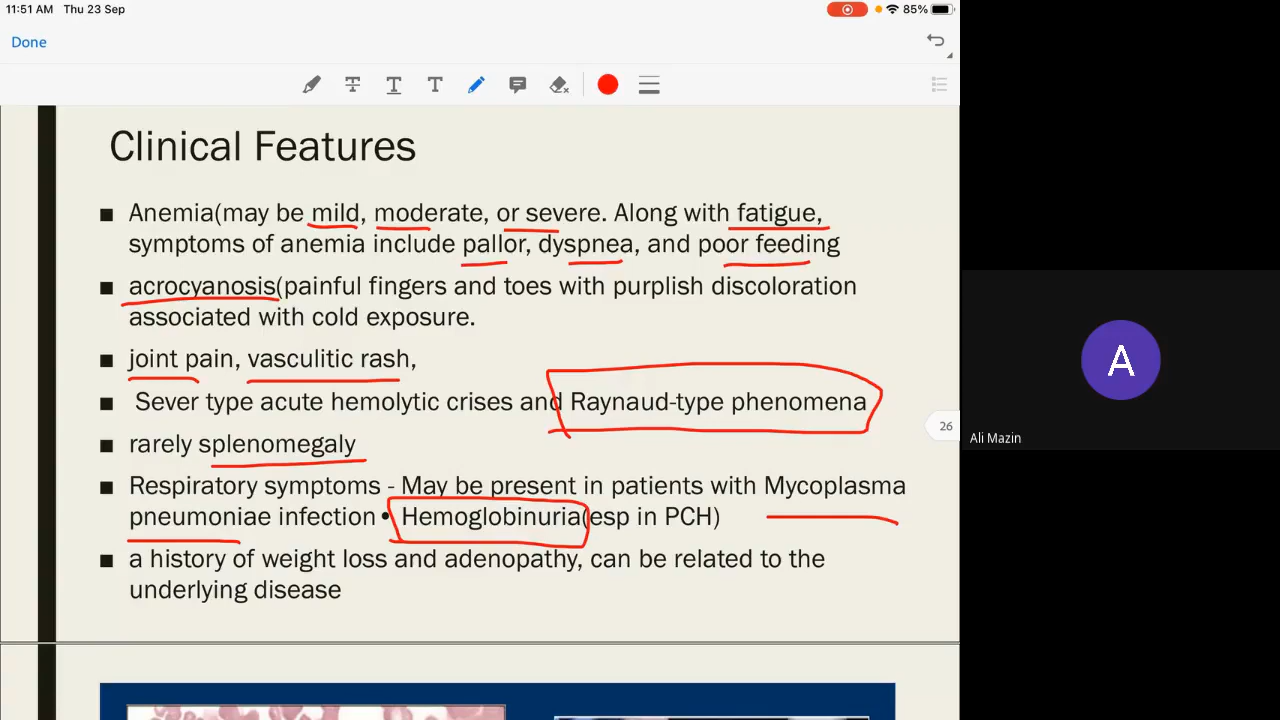 11:51 AM Thu 23 Sep
85%
Done
T T T
Clinical Features
■ Anemia(may be mild, moderate, or severe. Along with fatigue,
symptoms of anemia include pallor, dyspnea, and poor feeding
■ acrocyanosis(painful fingers and toes with purplish discoloration
associated with cold exposure.
■ joint pain, vasculitic rash,
■ Sever type acute hemolytic crises and Raynaud-type phenomena
■ rarely splenomegaly
26
■ Respiratory symptoms - May be present in patients with Mycoplasma
pneumoniae infection • Hemoglobinuria(esp in PCH)
■ a history of weight loss and adenopathy, can be related to the
underlying disease
A
Ali Mazin